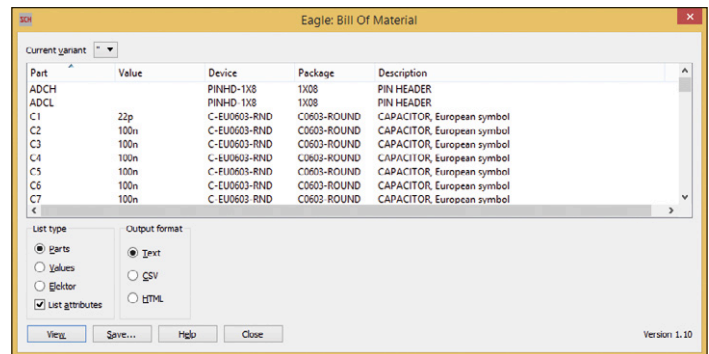 SCH
Eagle: Bill Of Material
Current variant "
Part Value Device Package Description
ADCH PINHD-1X8 1X08 PIN HEADER
ADCL PINHD-1X8 1X08 PIN HEADER
C1 22p C-EU0603-RND C0603-ROUND CAPACITOR, European symbol
C2 100n C-EU0603-RND C0603-ROUND CAPACITOR, European symbol
C3 100n C-EU0603-RND C0603-ROUND CAPACITOR, European symbol
C4 100n C-EU0603-RND C0603-ROUND CAPACITOR, European symbol
C5 100n C-EU0603-RND C0603-ROUND CAPACITOR, European symbol
C6 100n C-EU0603-RND C0603-ROUND CAPACITOR, European symbol
C7 100n C-EU0603-RND C0603-ROUND CAPACITOR, European symbol
List type Output format
Parts Text
Values CSV
Elektor HTML
List attributes
View Save... Help Close Version 1.10